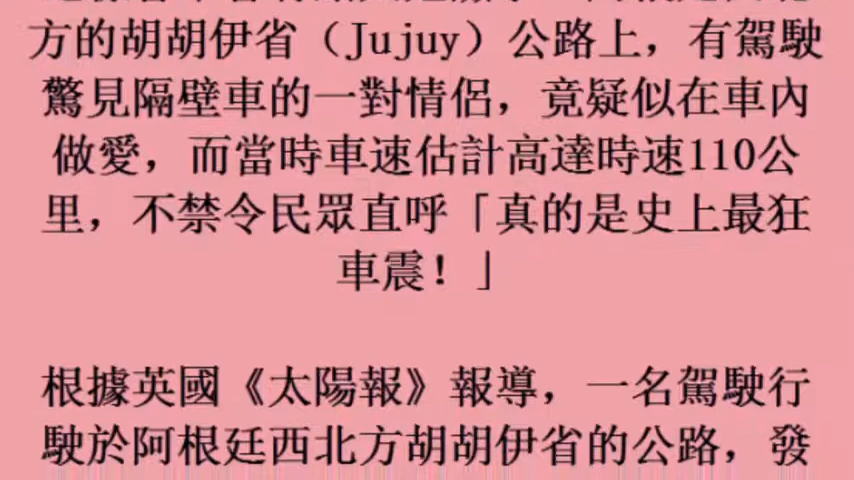 方的胡胡伊省（Jujuy）公路上，有駕駛
驚見隔壁車的一對情侶，竟疑似在車內
做愛，而當時車速估計高達時速110公
里，不禁令民眾直呼「真的是史上最狂
車震！」
根據英國《太陽報》報導，一名駕駛行
駛於阿根廷西北方胡胡伊省的公路，發